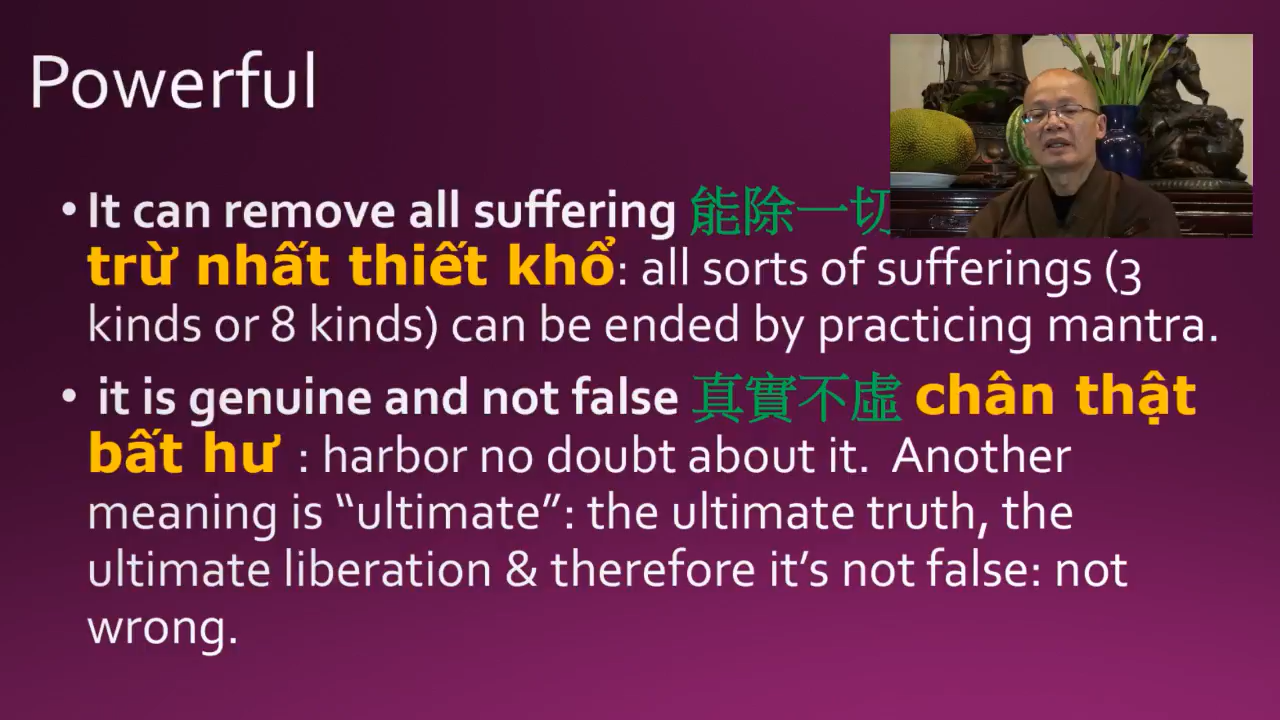 Powerful
• It can remove all suffering 能除一切
trừ nhất thiết khổ: all sorts of sufferings (3
kinds or 8 kinds) can be ended by practicing mantra.
• it is genuine and not false 真實不虛 chân thật
bất hư : harbor no doubt about it. Another
meaning is “ultimate”: the ultimate truth, the
ultimate liberation & therefore it’s not false: not
wrong.